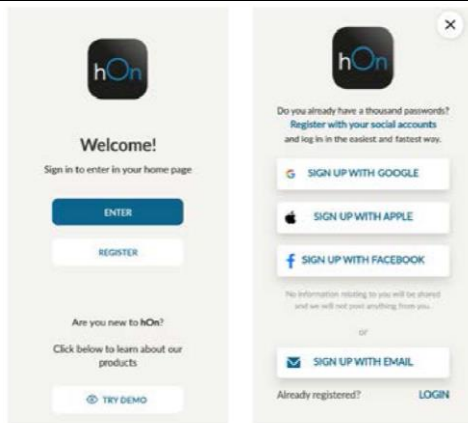 hOn
Welcome!
Sign in to enter in your home page
ENTER
REGISTER
Are you new to hOn?
Click below to learn about our
products
TRY DEMO
hOn
Do you already have a thousand passwords?
Register with your social accounts
and log in in the easiest and fastest way.
SIGN UP WITH GOOGLE
SIGN UP WITH APPLE
SIGN UP WITH FACEBOOK
No information relating to you will be shared
and we will not post anything from you.
or
SIGN UP WITH EMAIL
Already registered? LOGIN